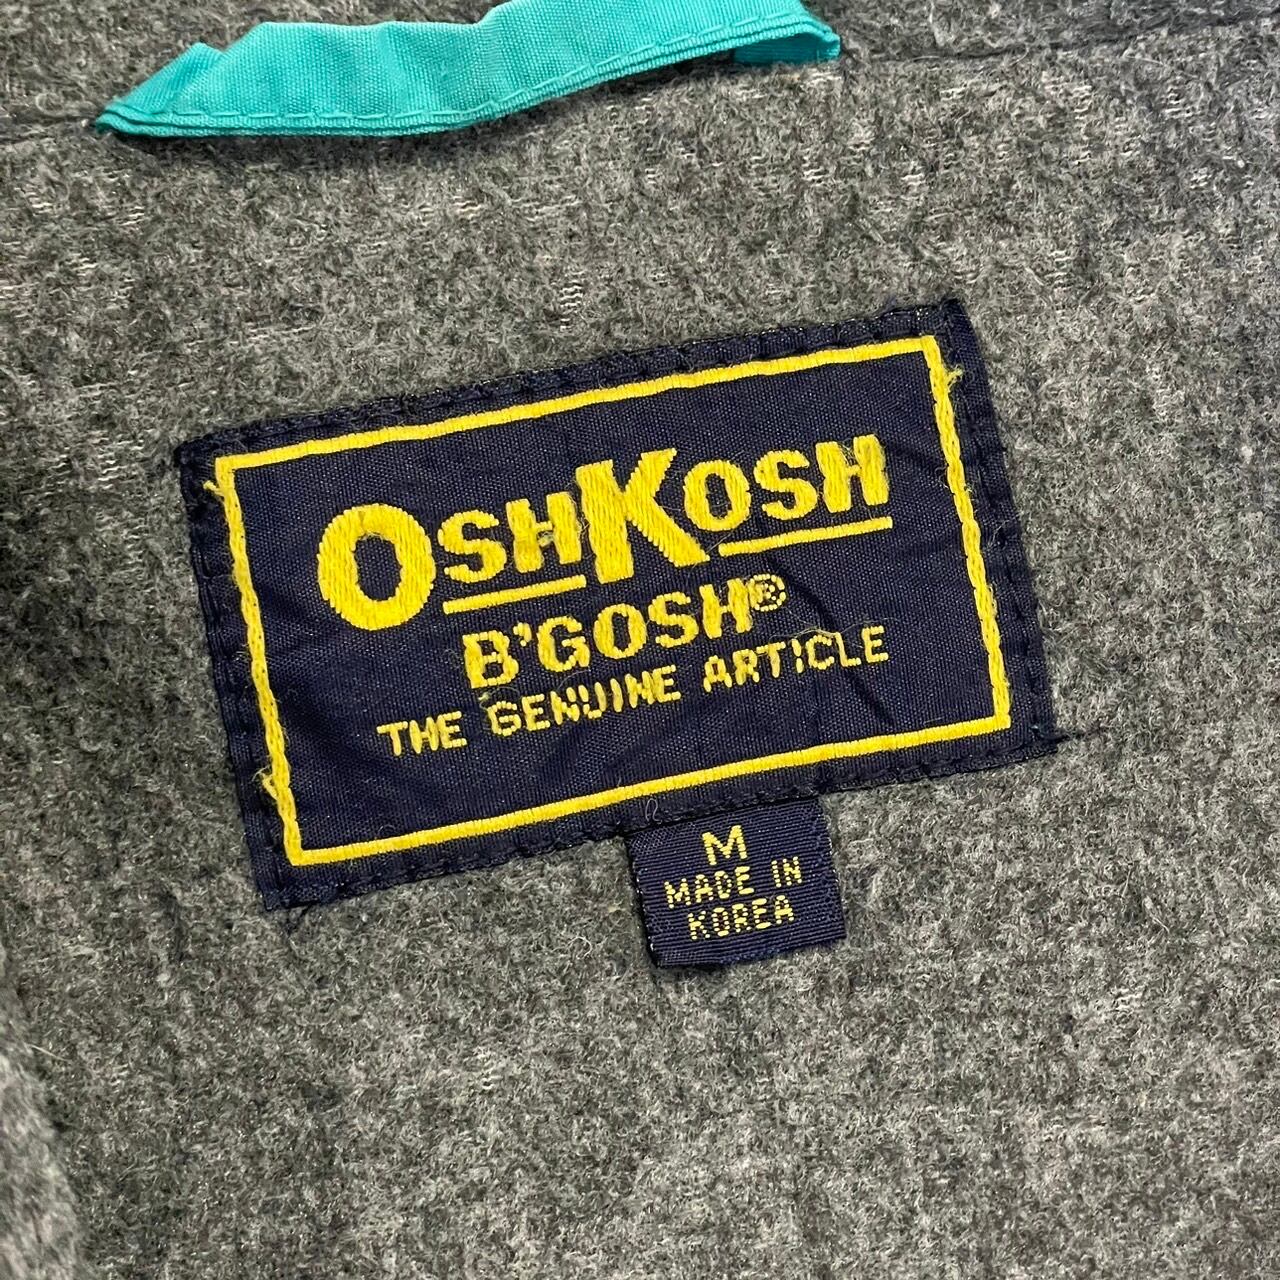 OSHKOSH
B'GOSH®
THE GENUINE ARTICLE
M
MADE IN
KOREA